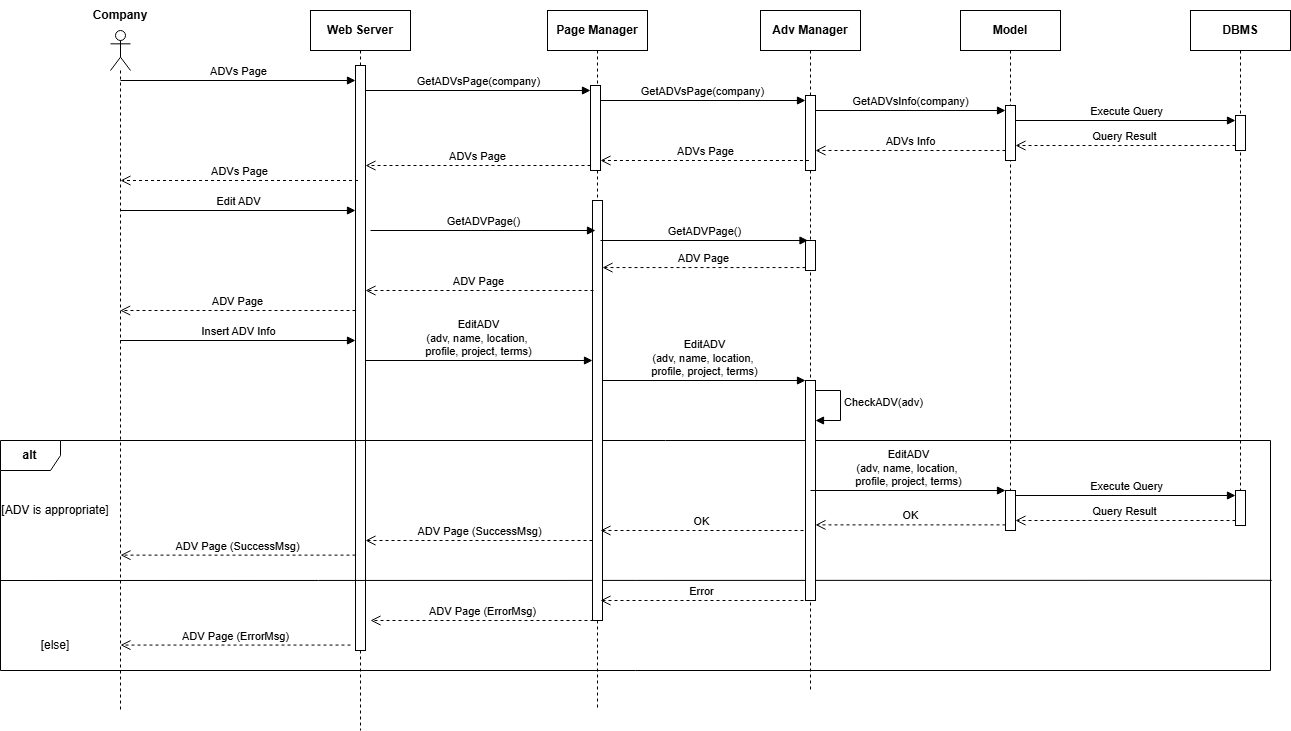 Company
Web Server
Page Manager
Adv Manager
Model
DBMS
ADVs Page
GetADVsPage(company)
GetADVsPage(company)
GetADVsInfo(company)
Execute Query
Query Result
ADVs Info
ADVs Page
ADVs Page
ADVs Page
Edit ADV
GetADVPage()
GetADVPage()
ADV Page
ADV Page
ADV Page
Insert ADV Info
EditADV
(adv, name, location,
profile, project, terms)
EditADV
(adv, name, location,
profile, project, terms)
CheckADV(adv)
alt
[ADV is appropriate]
EditADV
(adv, name, location,
profile, project, terms)
Execute Query
Query Result
OK
OK
ADV Page (SuccessMsg)
ADV Page (SuccessMsg)
Error
ADV Page (ErrorMsg)
[else]
ADV Page (ErrorMsg)